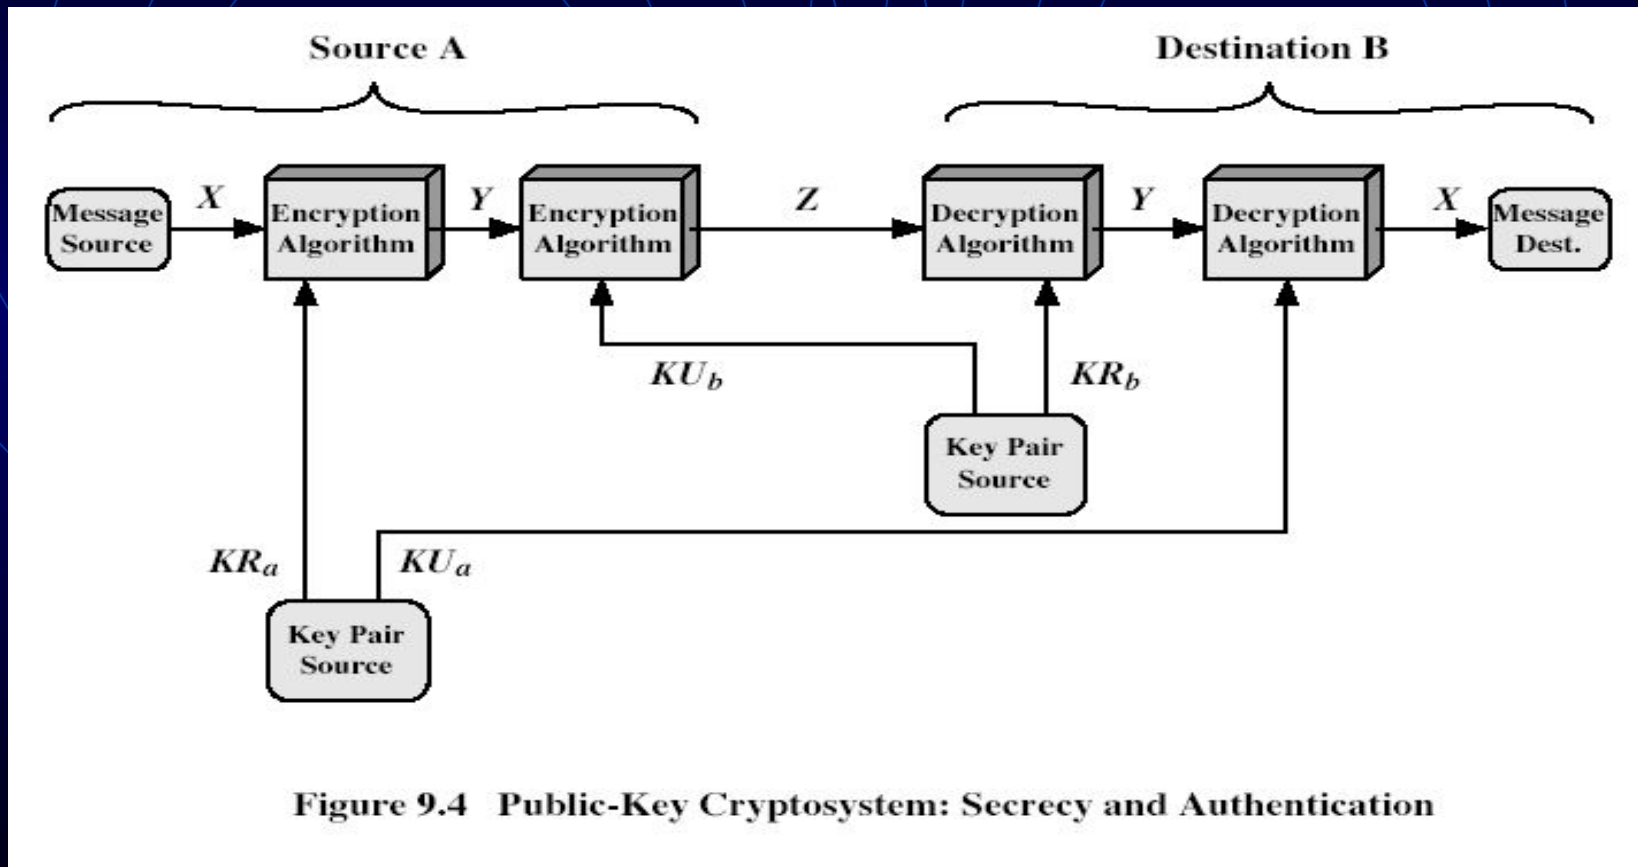 Source A
Destination B
Message
Source
X
Encryption
Algorithm
Y
Encryption
Algorithm
Z
Decryption
Algorithm
Y
Decryption
Algorithm
X
Message
Dest.
KUb
KRb
Key Pair
Source
KRa
KUa
Key Pair
Source
Figure 9.4 Public-Key Cryptosystem: Secrecy and Authentication